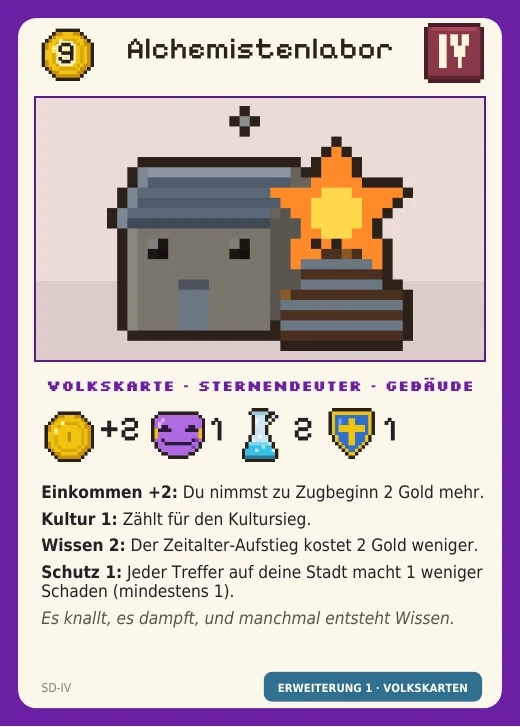 9 Alchemistenlabor IV
VOLKSKARTE · STERNENDEUTER · GEBÄUDE
+2 1 2 1
Einkommen +2: Du nimmst zu Zugbeginn 2 Gold mehr.
Kultur 1: Zählt für den Kultursieg.
Wissen 2: Der Zeitalter-Aufstieg kostet 2 Gold weniger.
Schutz 1: Jeder Treffer auf deine Stadt macht 1 weniger
Schaden (mindestens 1).
Es knallt, es dampft, und manchmal entsteht Wissen.
SD-IV
ERWEITERUNG 1 · VOLKSKARTEN